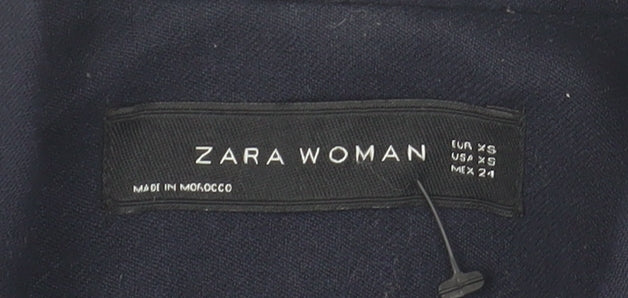 ZARA WOMAN
EUR XS
USA XS
MEX 24
MADE IN MOROCCO